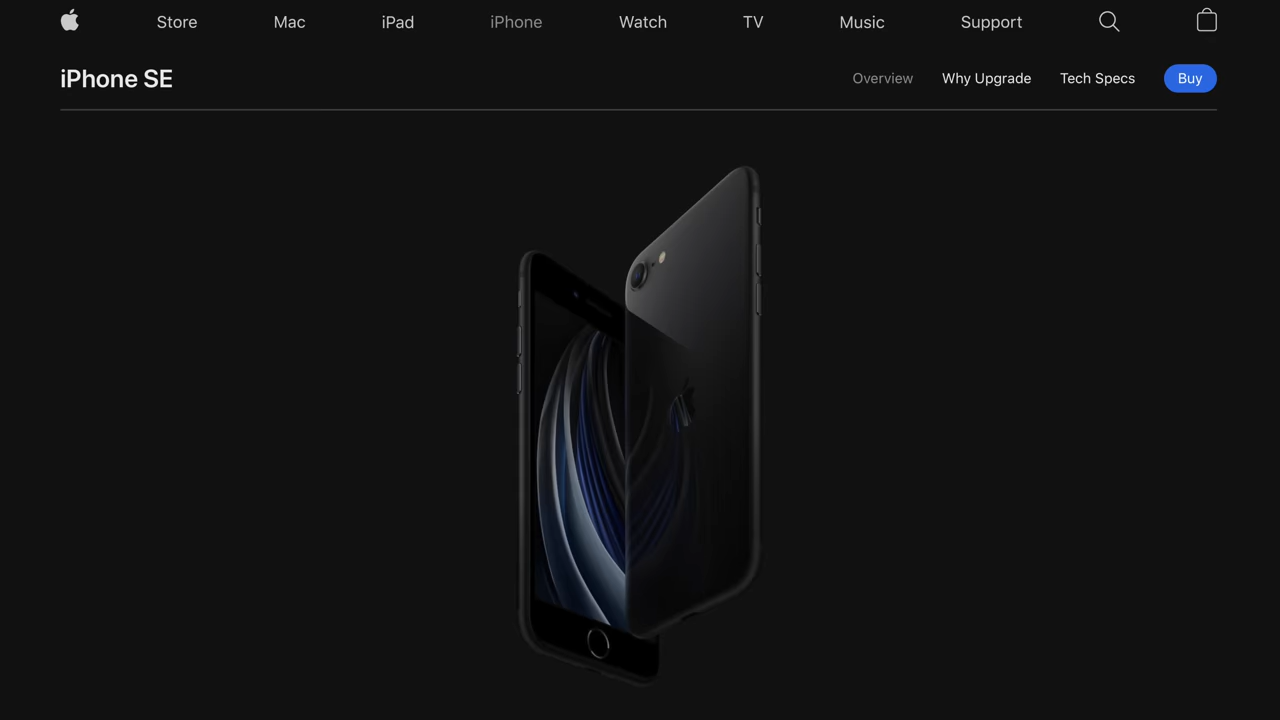 Store Mac iPad iPhone Watch TV Music Support
iPhone SE Overview Why Upgrade Tech Specs Buy